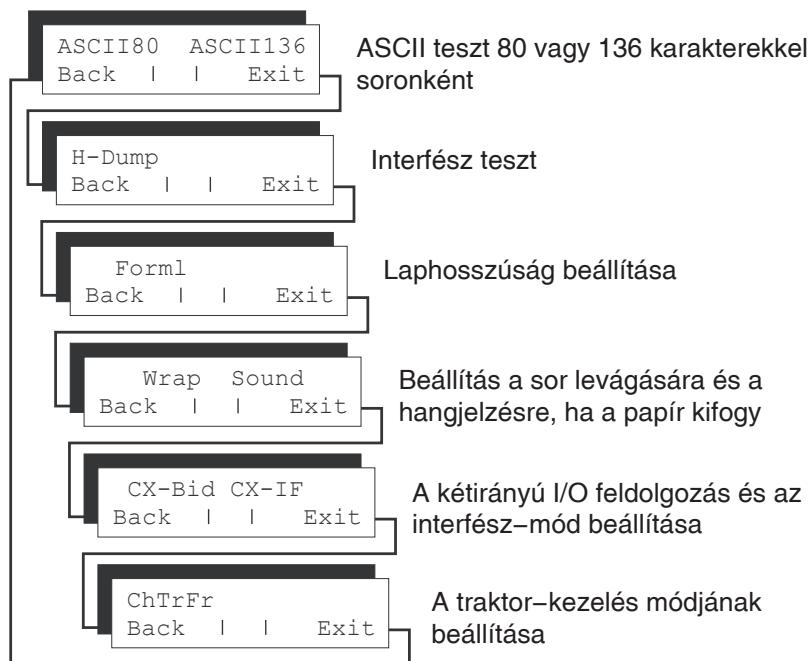 ASCII80 ASCII136
Back | | Exit
ASCII teszt 80 vagy 136 karakterekkel
soronként
H-Dump
Back | | Exit
Interfész teszt
Forml
Back | | Exit
Laphosszúság beállítása
Wrap Sound
Back | | Exit
Beállítás a sor levágására és a
hangjelzésre, ha a papír kifogy
CX-Bid CX-IF
Back | | Exit
A kétirányú I/O feldolgozás és az
interfész–mód beállítása
ChTrFr
Back | | Exit
A traktor–kezelés módjának
beállítása